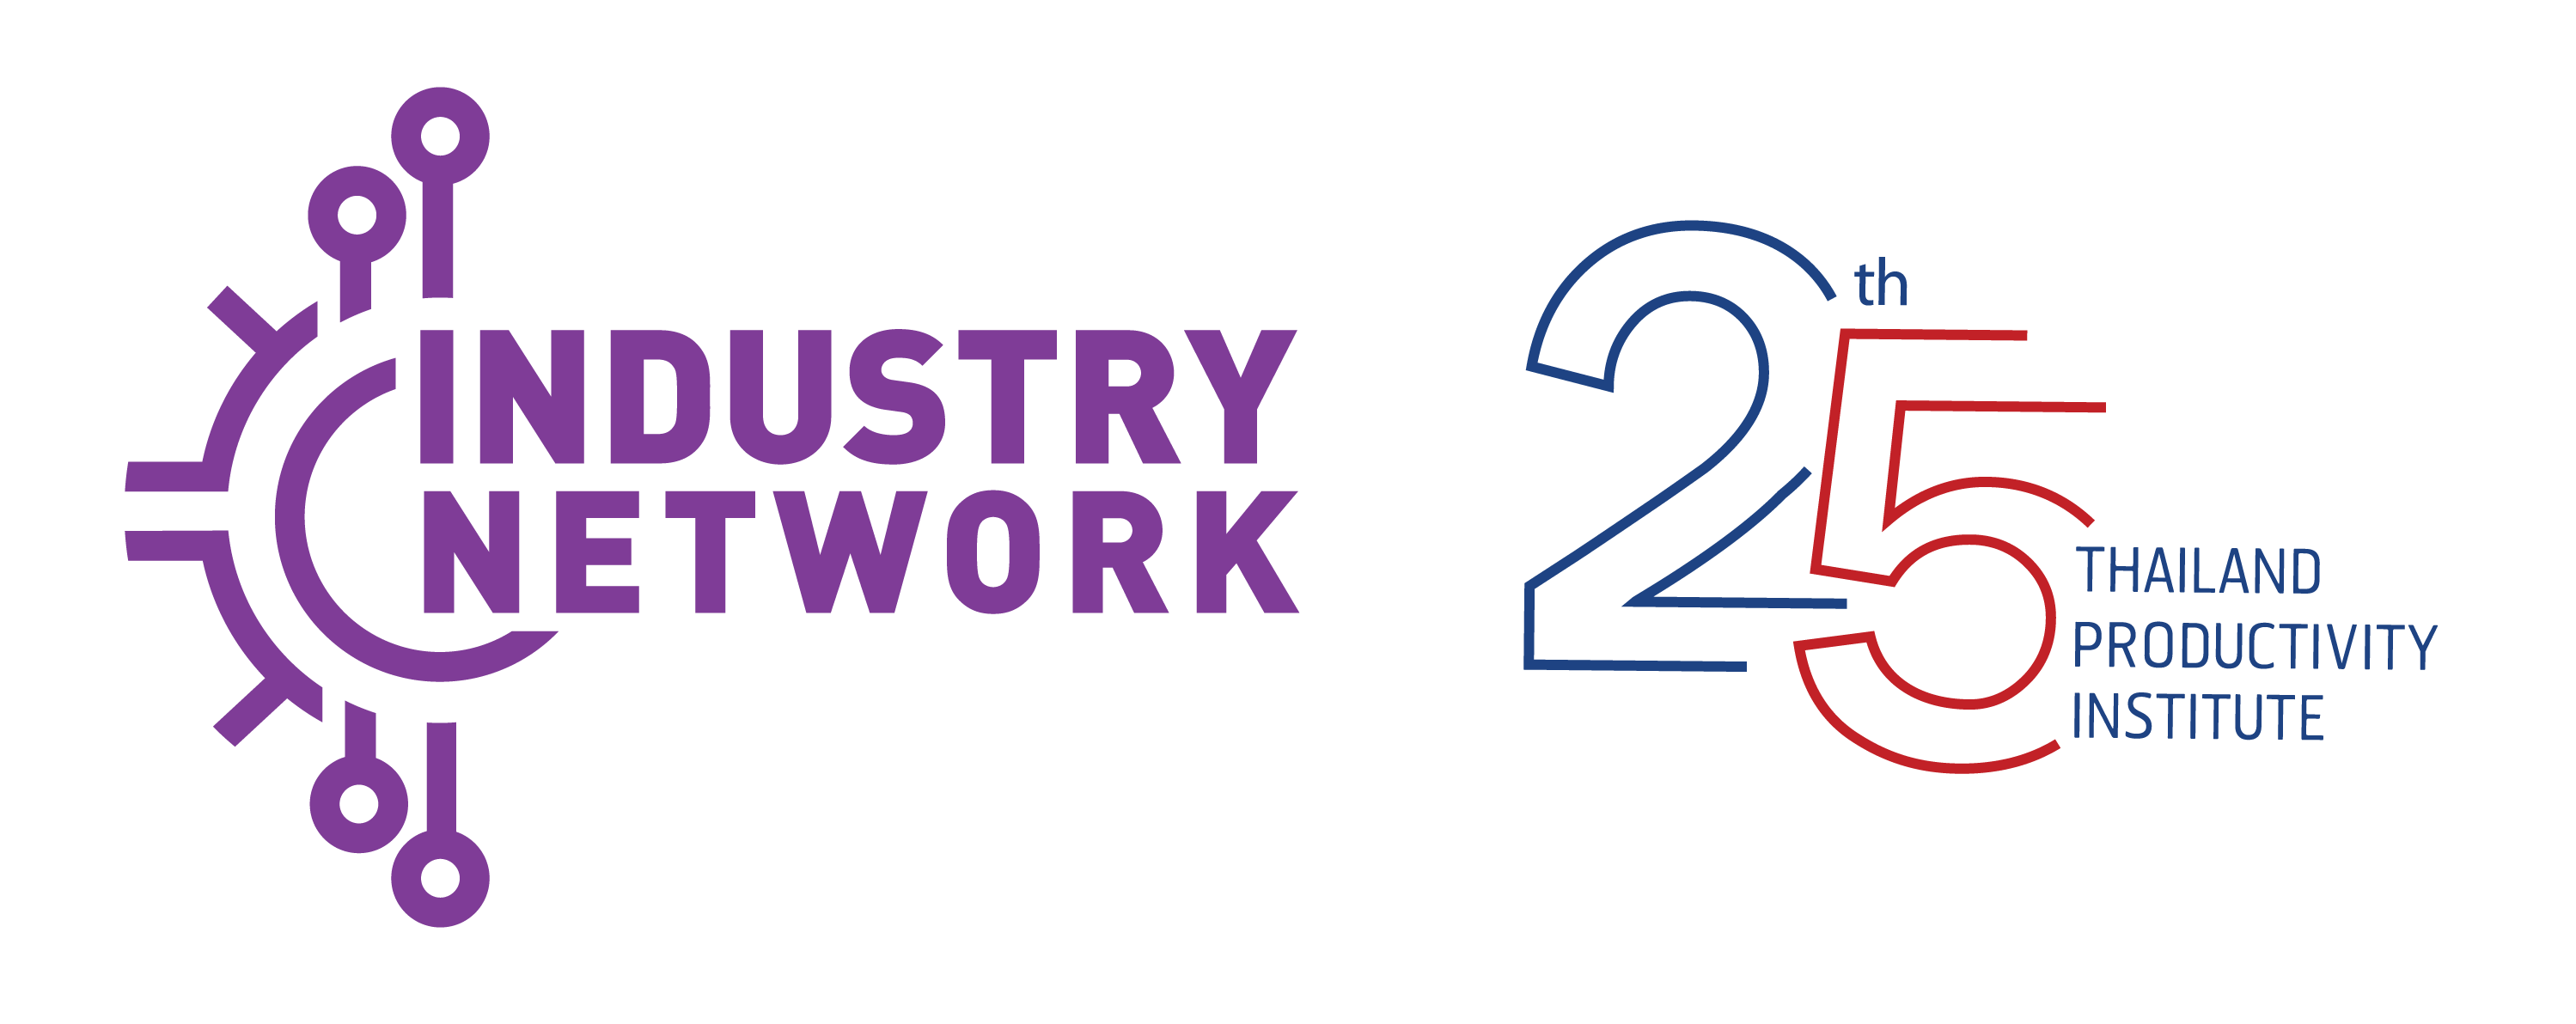 INDUSTRY
NETWORK
25th
THAILAND
PRODUCTIVITY
INSTITUTE